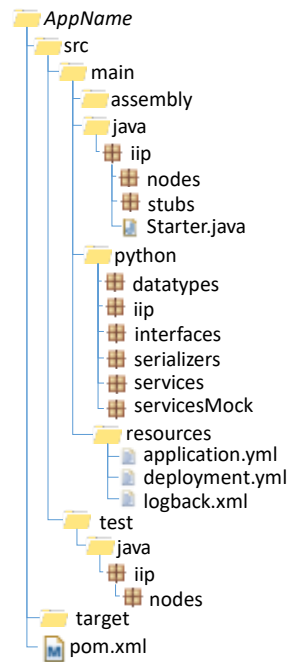 AppName
src
main
assembly
java
iip
nodes
stubs
Starter.java
python
datatypes
iip
interfaces
serializers
services
servicesMock
resources
application.yml
deployment.yml
logback.xml
test
java
iip
nodes
target
M pom.xml